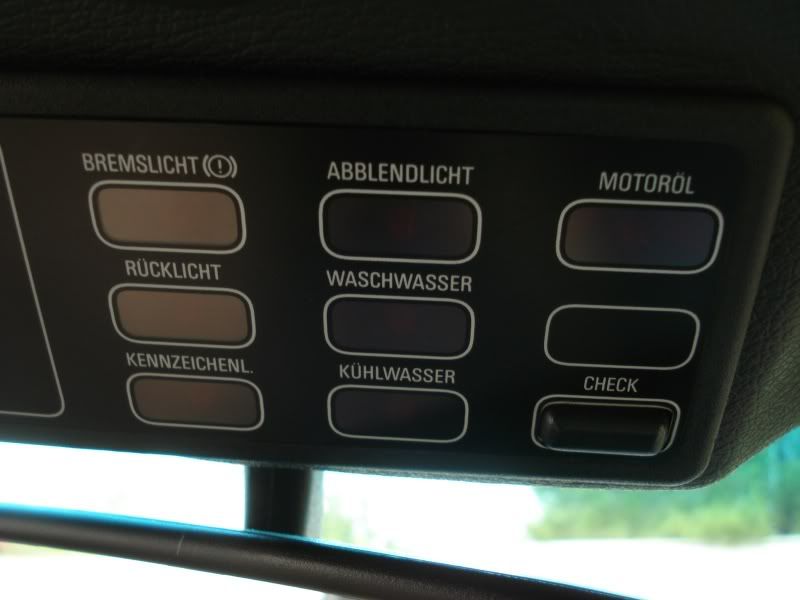 BREMSLICHT (!)
ABBLENDLICHT
MOTORÖL
RÜCKLICHT
WASCHWASSER
KENNZEICHENL.
KÜHLWASSER
CHECK